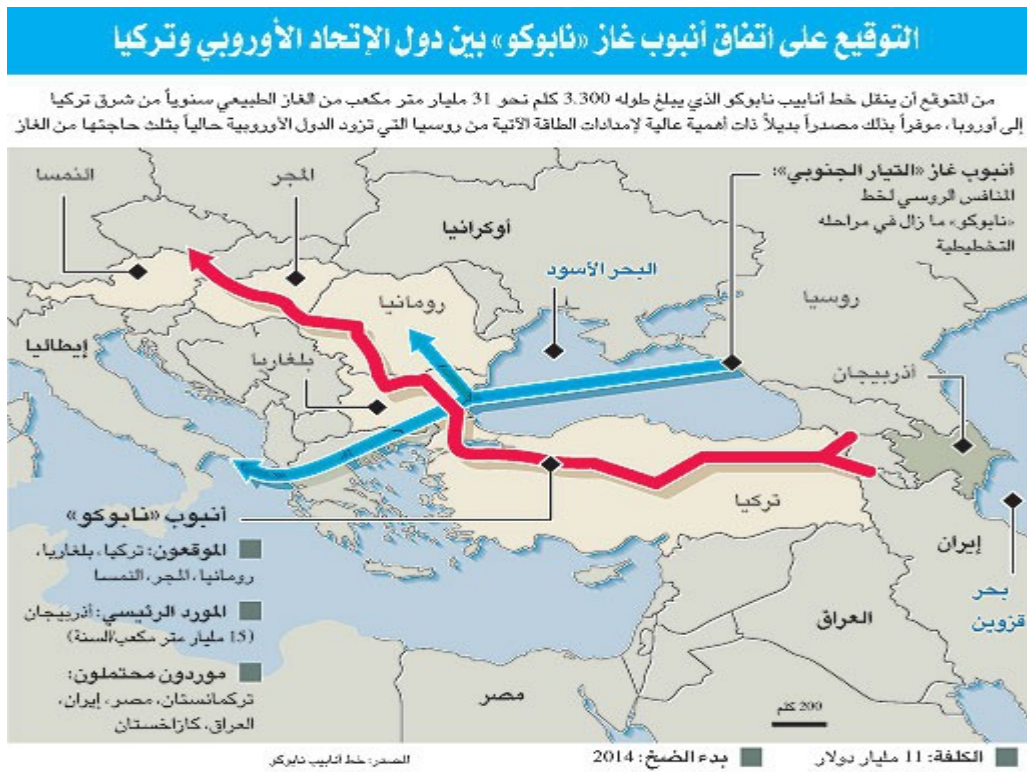 التوقيع على اتفاق أنبوب غاز «نابوكو» بين دول الإتحاد الأوروبي وتركيا
من المتوقع أن ينقل خط أنابيب نابوكو الذي يبلغ طوله 3.300 كلم نحو 31 مليار متر مكعب من الغاز الطبيعي سنوياً من شرق تركيا
إلى أوروبا، موفراً بذلك مصدراً بديلاً ذات اهمية عالية لإمدادات الطاقة الآتية من روسيا التي تزود الدول الأوروبية حالياً بثلث حاجتها من الغاز
أنبوب غاز «التيار الجنوبي»:
المنافس الروسي لخط
«نابوكو» ما زال في مراحله
التخطيطية
المجر
النمسا
أوكرانيا
البحر الأسود
روسيا
رومانيا
إيطاليا
بلغاريا
أذربيجان
تركيا
إيران
بحر
قزوين
العراق
مصر
200 كلم
أنبوب «نابوكو»
الموقعون: تركيا، بلغاريا،
رومانيا، المجر، النمسا
المورد الرئيسي: أذربيجان
(15 مليار متر مكعب/السنة)
موردون محتملون:
تركمانستان، مصر، إيران،
العراق، كازاخستان
الكلفة: 11 مليار دولار
بدء الضخ: 2014
المصدر: خط أنابيب نابوكو